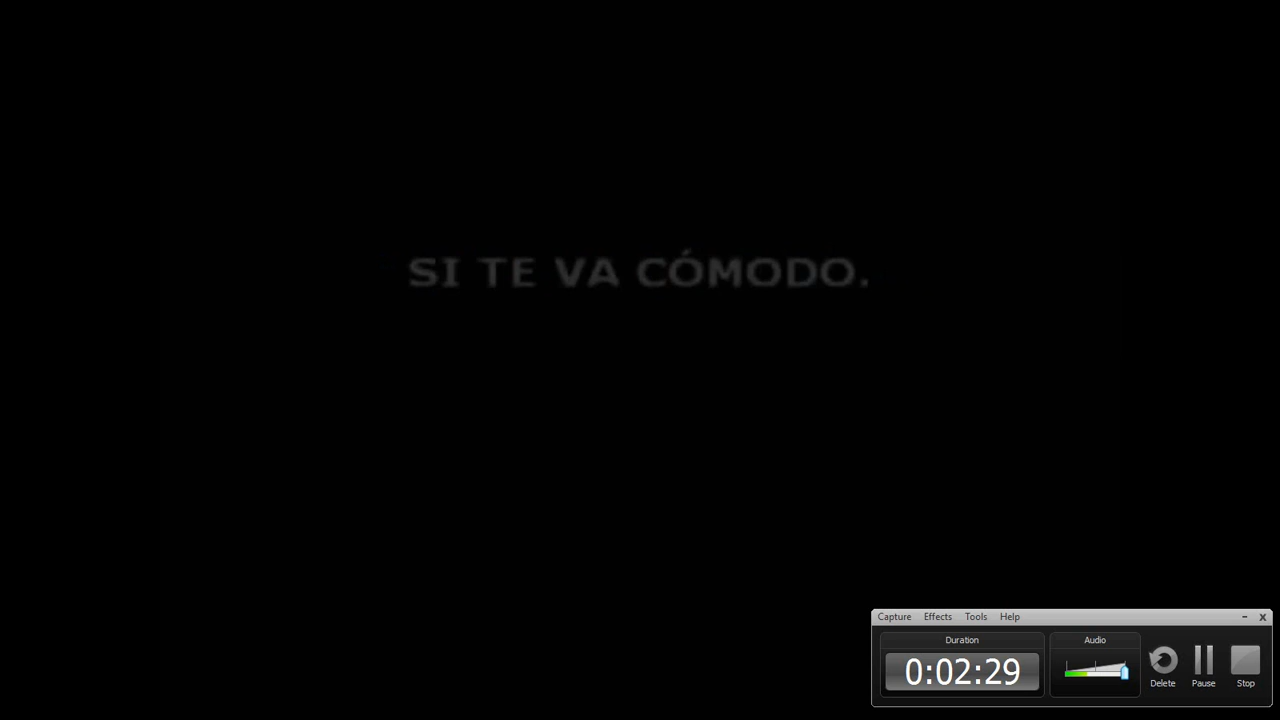 SI TE VA CÓMODO.
Capture Effects Tools Help
Duration
Audio
0:02:29
Delete Pause Stop